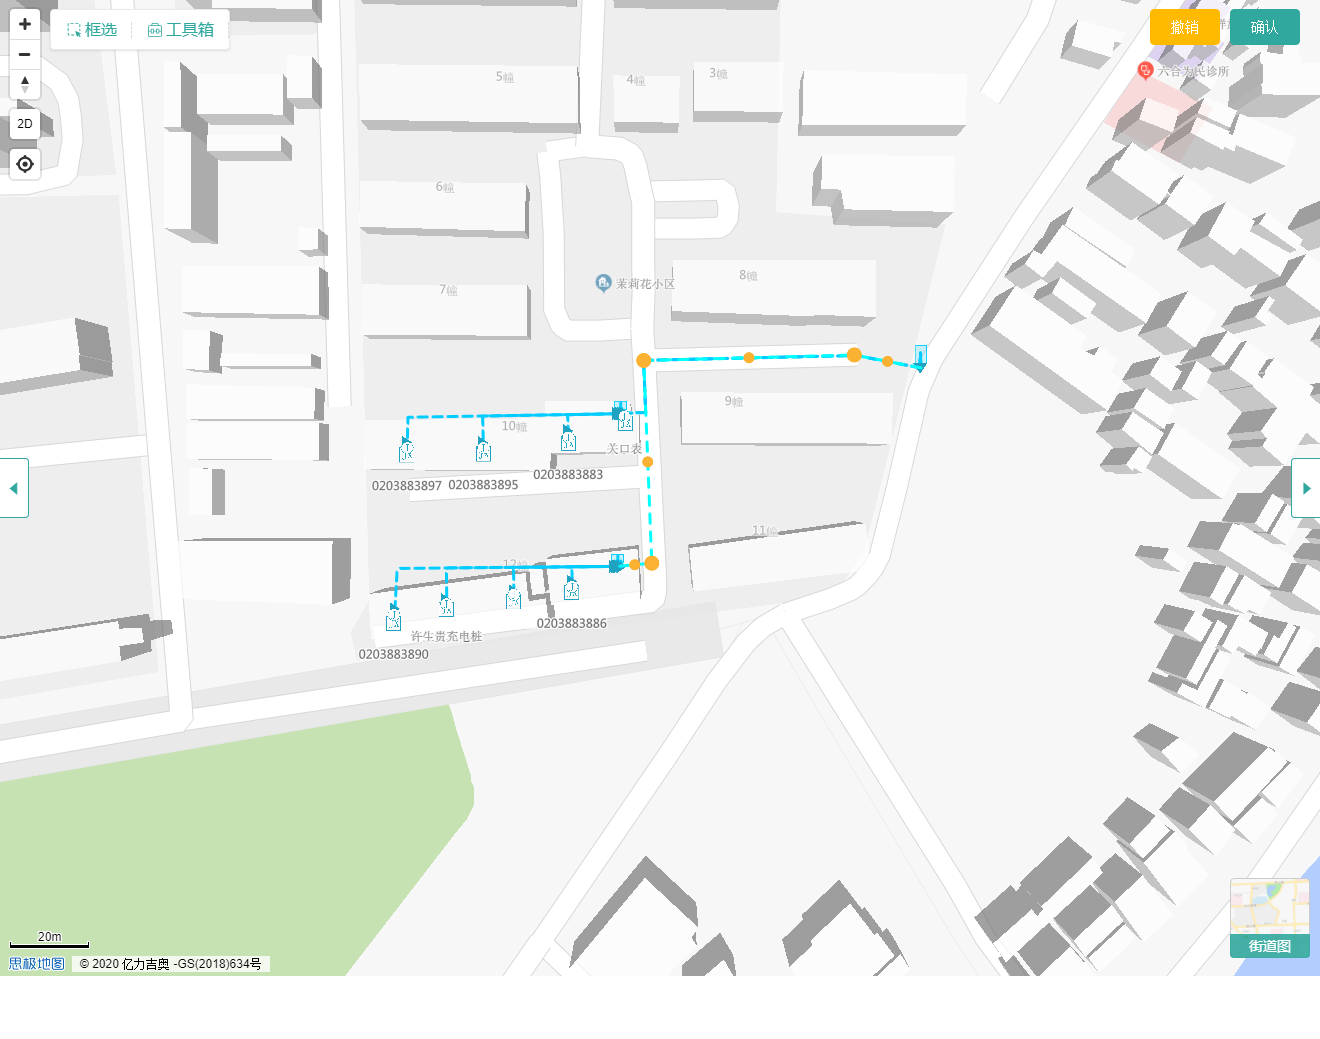 框选
工具箱
2D
撤销
确认
六合为民诊所
5幢
4幢
3幢
6幢
7幢
8幢
茉莉花小区
9幢
10幢
关口表
0203883897
0203883895
0203883883
11幢
12幢
0203883886
许生贵充电桩
0203883890
20m
思极地图
© 2020 亿力吉奥 -GS(2018)634号
街道图